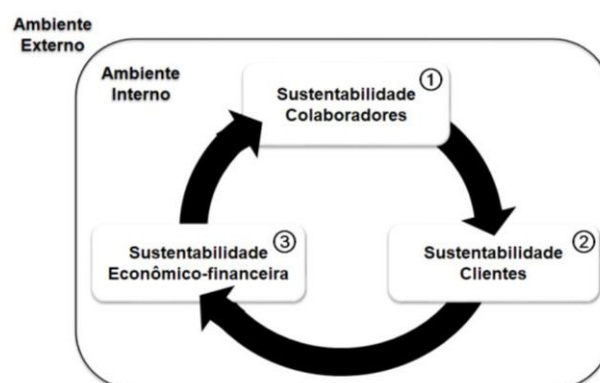 Ambiente
Externo
Ambiente
Interno
①
Sustentabilidade
Colaboradores
②
Sustentabilidade
Clientes
③
Sustentabilidade
Econômico-financeira